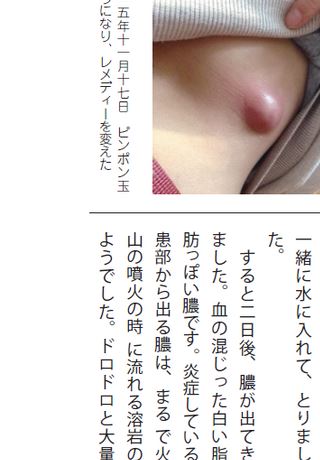 五年十一月十七日　ピンポン玉
うになり、レメディーを変えた
一緒に水に入れて、とりまし
た。
すると二日後、膿が出てき
ました。血の混じった白い脂
肪っぽい膿です。炎症している
患部から出る膿は、まるで火
山の噴火の時に流れる溶岩の
ようでした。ドロドロと大量